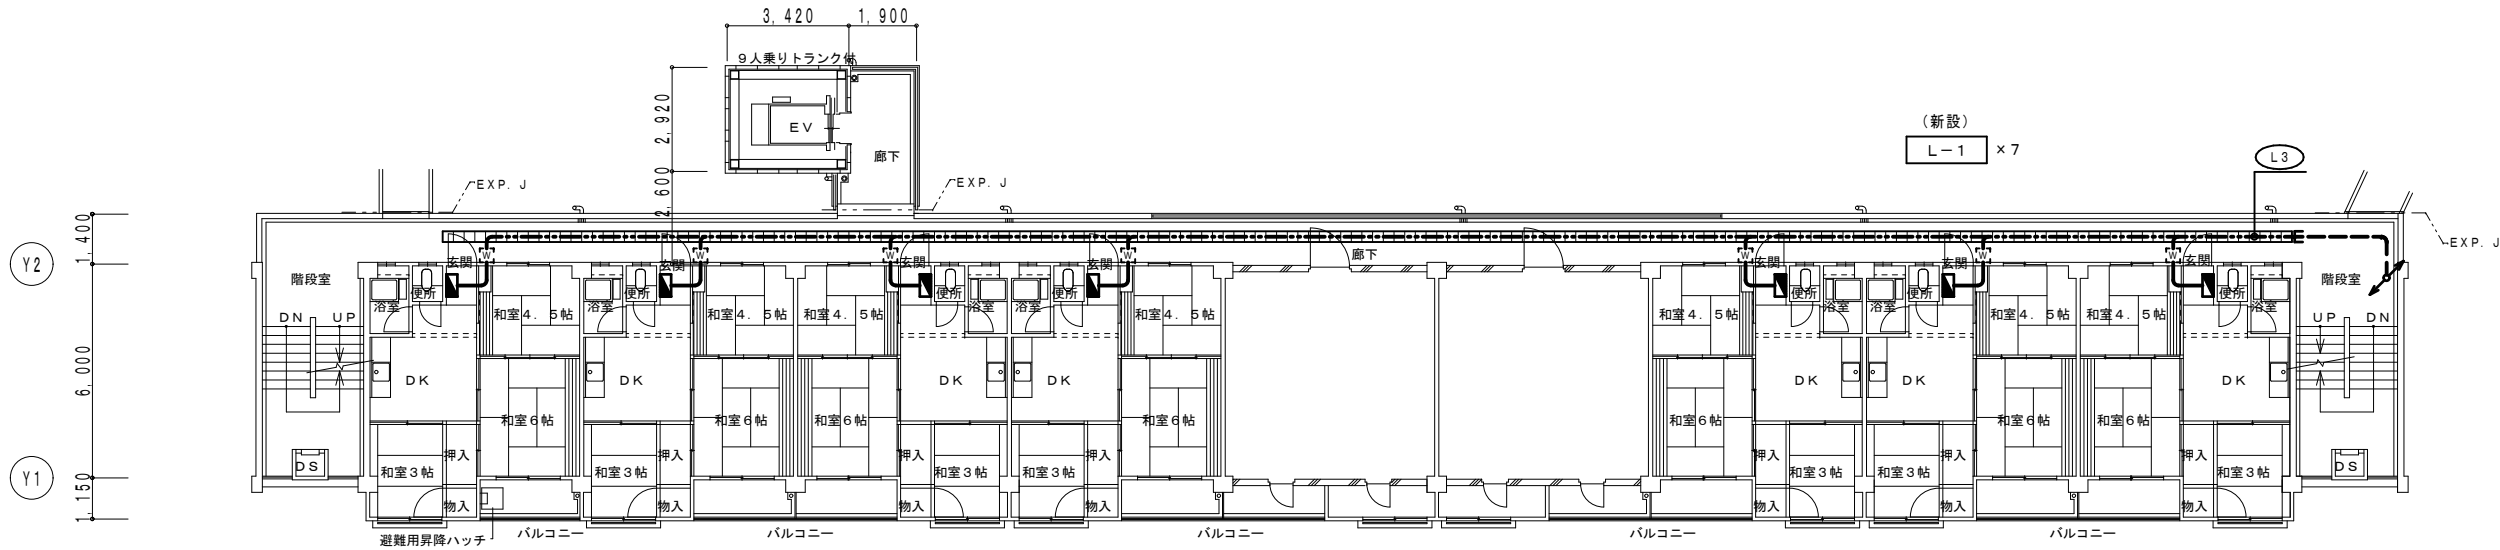 3,420
1,900
9人乗りトランク付
2,920
EV
廊下
2,600
(新設)
L-1
×7
L3
EXP. J
EXP. J
EXP. J
1,400
Y2
6,000
Y1
1,150
廊下
階段室
DN
UP
DS
玄関
W
浴室
便所
和室4.5帖
DK
和室6帖
和室3帖
押入
物入
玄関
W
浴室
便所
和室4.5帖
DK
和室6帖
和室3帖
押入
物入
和室4.5帖
W
玄関
便所
浴室
DK
和室6帖
押入
物入
和室3帖
玄関
W
浴室
便所
和室4.5帖
DK
和室6帖
和室3帖
押入
物入
和室4.5帖
W
玄関
便所
浴室
DK
和室6帖
押入
物入
和室3帖
玄関
W
浴室
便所
和室4.5帖
DK
和室6帖
和室3帖
押入
物入
和室4.5帖
W
玄関
便所
浴室
DK
和室6帖
押入
物入
和室3帖
階段室
UP
DN
DS
避難用昇降ハッチ
バルコニー
バルコニー
バルコニー
バルコニー
バルコニー